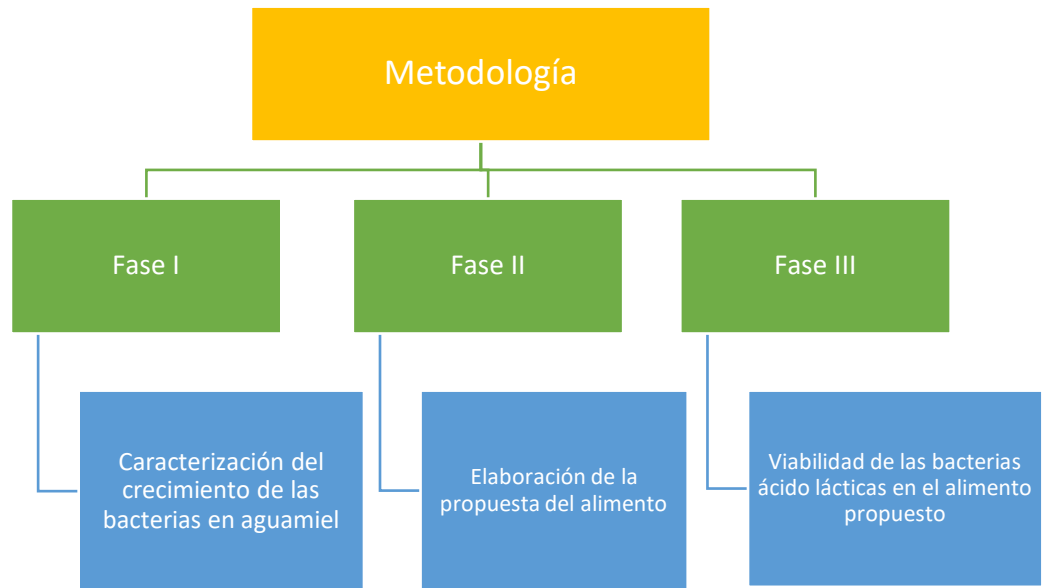 Metodología
Fase I
Fase II
Fase III
Caracterización del
crecimiento de las
bacterias en aguamiel
Elaboración de la
propuesta del alimento
Viabilidad de las bacterias
ácido lácticas en el alimento
propuesto